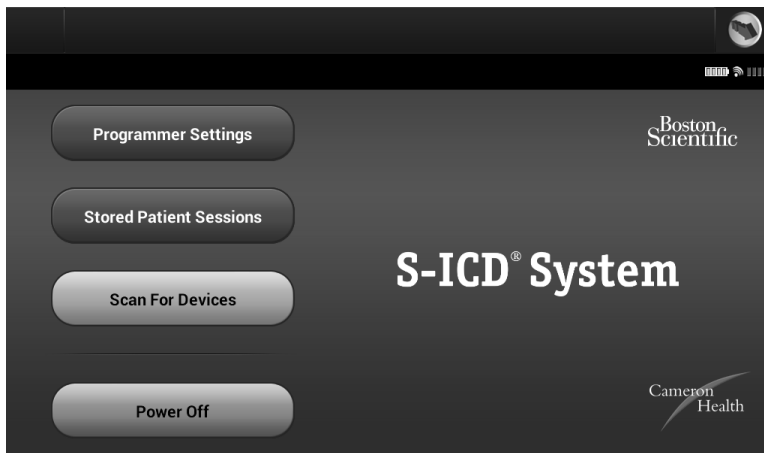 Programmer Settings
Boston
Scientific
Stored Patient Sessions
S-ICD® System
Scan For Devices
Cameron
Health
Power Off